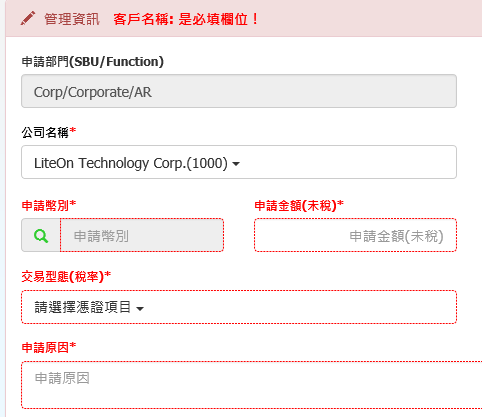 管理資訊 客戶名稱: 是必填欄位！
申請部門(SBU/Function)
Corp/Corporate/AR
公司名稱*
LiteOn Technology Corp.(1000)
申請幣別* 申請金額(未稅)*
申請幣別 申請金額(未稅)
交易型態(稅率)*
請選擇憑證項目
申請原因*
申請原因